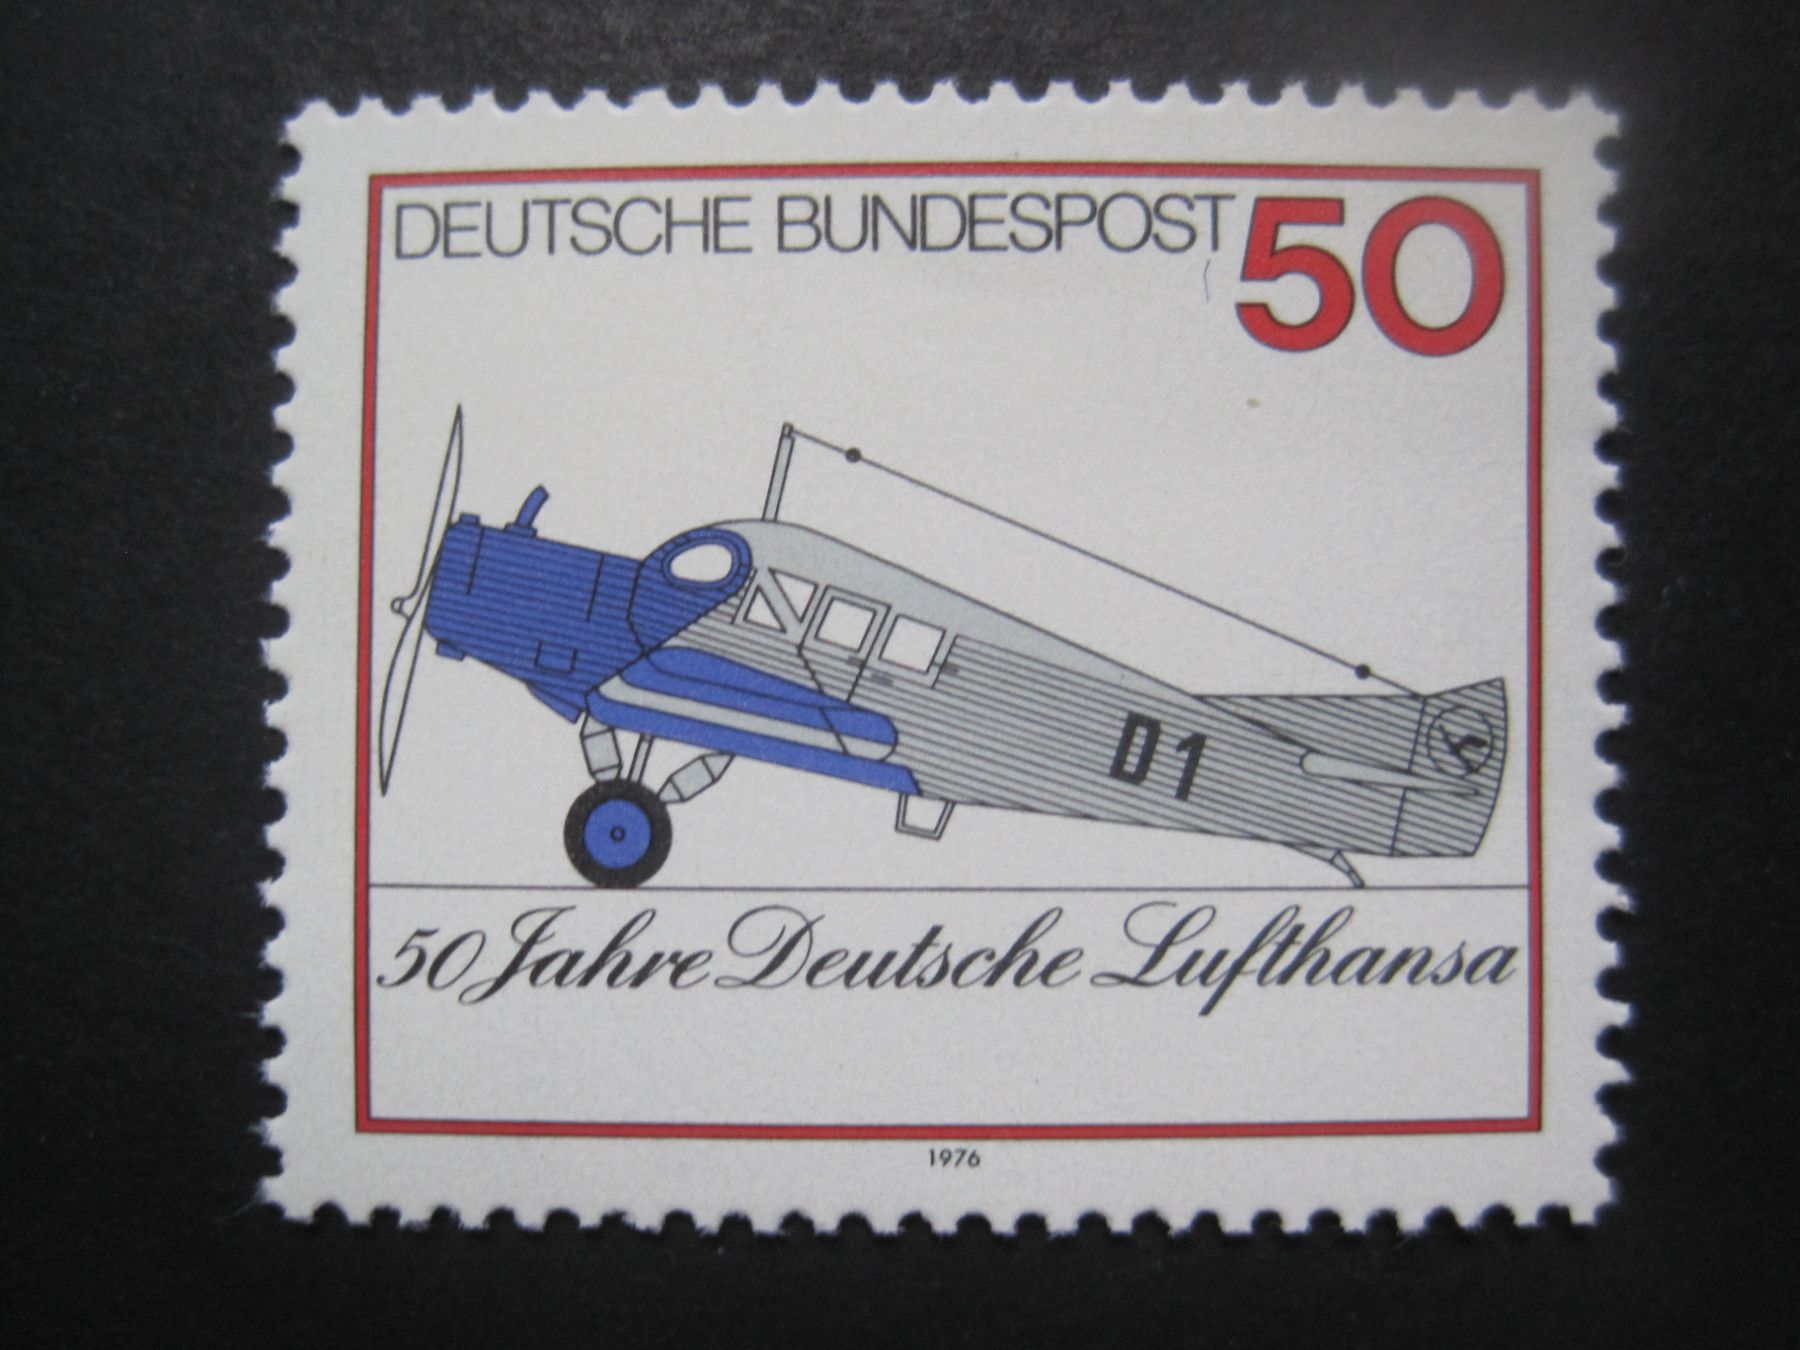 DEUTSCHE BUNDESPOST 50
D1
50 Jahre Deutsche Lufthansa
1976